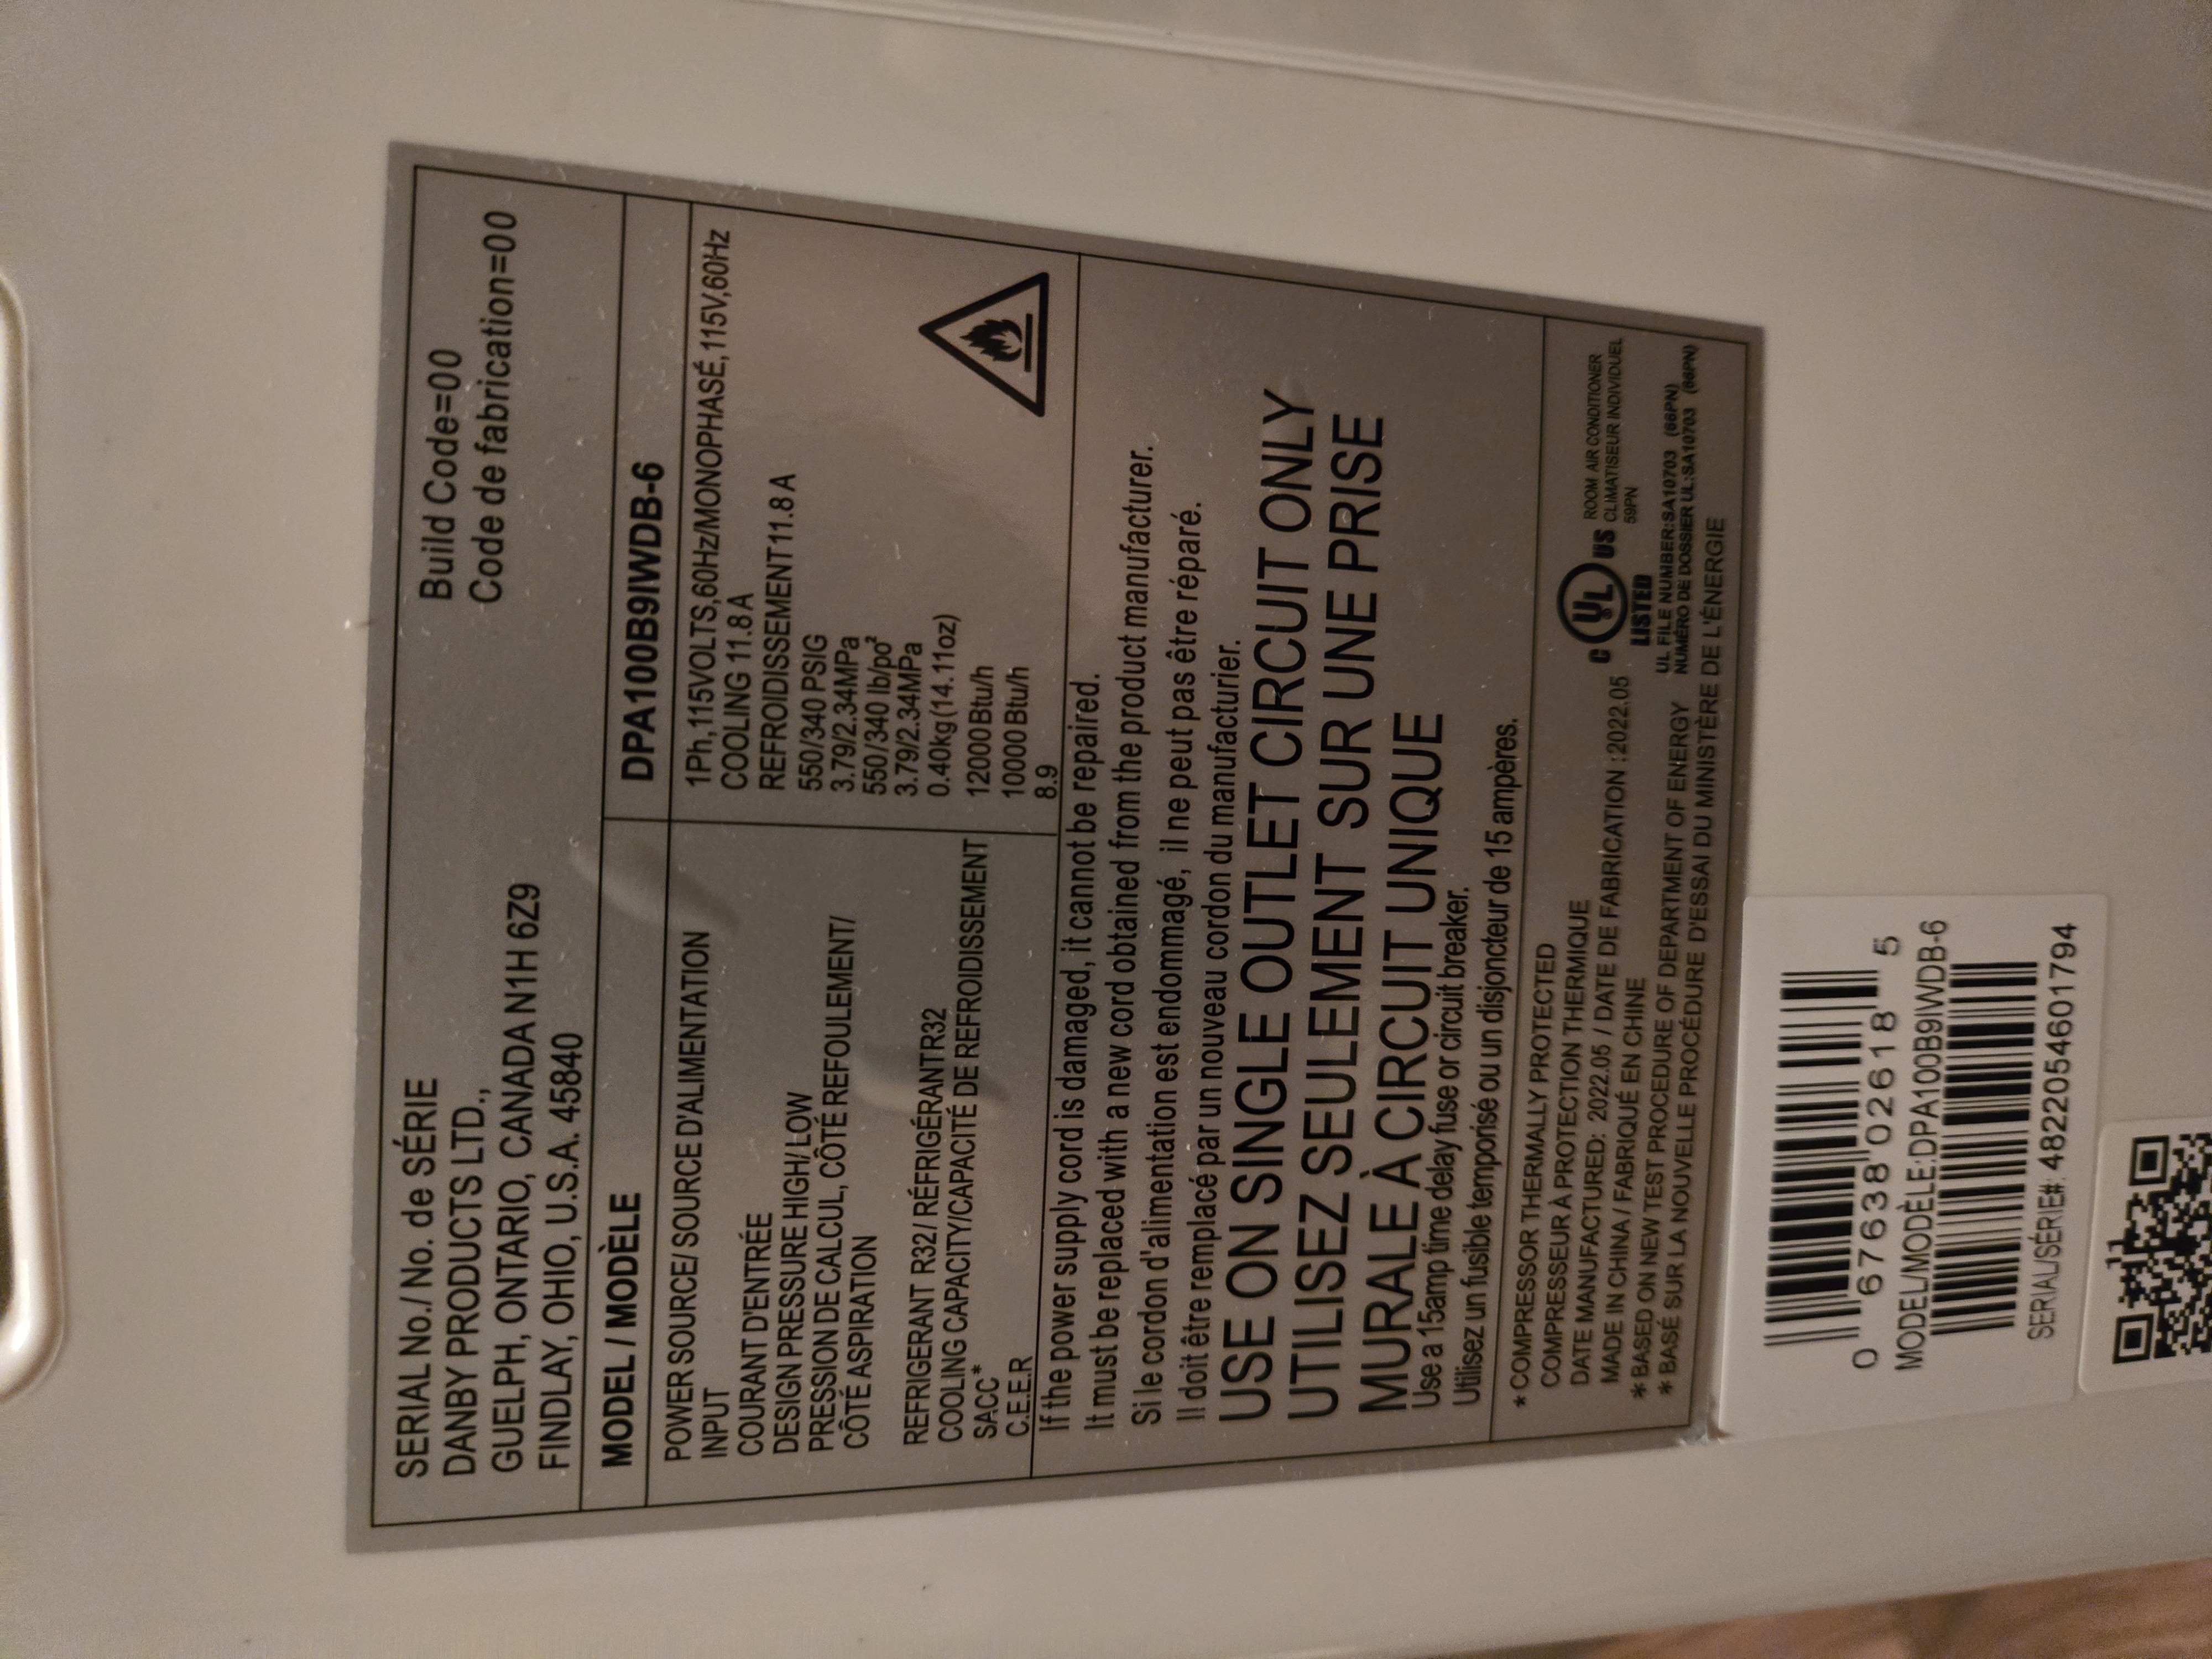 SERIAL No./ No. de SÉRIE
DANBY PRODUCTS LTD.,
GUELPH, ONTARIO, CANADA N1H 6Z9
FINDLAY, OHIO, U.S.A. 45840
Build Code=00
Code de fabrication=00
MODEL / MODÈLE
DPA100B9IWDB-6
POWER SOURCE/ SOURCE D'ALIMENTATION
1Ph,115VOLTS,60Hz/MONOPHASÉ,115V,60Hz
INPUT
COOLING 11.8 A
COURANT D'ENTRÉE
REFROIDISSEMENT11.8 A
DESIGN PRESSURE HIGH/ LOW
550/340 PSIG
3.79/2.34MPa
PRESSION DE CALCUL, CÔTÉ REFOULEMENT/
CÔTÉ ASPIRATION
550/340 lb/po²
3.79/2.34MPa
REFRIGERANT R32/ RÉFRIGÉRANTR32
0.40kg(14.11oz)
COOLING CAPACITY/CAPACITÉ DE REFROIDISSEMENT
12000Btu/h
SACC*
10000Btu/h
C.E.E.R
8.9
If the power supply cord is damaged, it cannot be repaired.
It must be replaced with a new cord obtained from the product manufacturer.
Si le cordon d'alimentation est endommagé, il ne peut pas être réparé.
Il doit être remplacé par un nouveau cordon du manufacturier.
USE ON SINGLE OUTLET CIRCUIT ONLY
UTILISEZ SEULEMENT SUR UNE PRISE
MURALE À CIRCUIT UNIQUE
Use a 15amp time delay fuse or circuit breaker.
Utilisez un fusible temporisé ou un disjoncteur de 15 ampères.
*COMPRESSOR THERMALLY PROTECTED
COMPRESSEUR À PROTECTION THERMIQUE
DATE MANUFACTURED: 2022.05 / DATE DE FABRICATION :2022.05
MADE IN CHINA / FABRIQUÉ EN CHINE
*BASED ON NEW TEST PROCEDURE OF DEPARTMENT OF ENERGY
*BASÉ SUR LA NOUVELLE PROCÉDURE D'ESSAI DU MINISTÈRE DE L'ÉNERGIE
C UL US
LISTED
ROOM AIR CONDITIONER
CLIMATISEUR INDIVIDUEL
59PN
UL FILE NUMBER:SA10703 (66PN)
NUMÉRO DE DOSSIER UL:SA10703 (66PN)
0 67638 02618 5
MODEL/MODÈLE:DPA100B9IWDB-6
SERIAL/SÉRIE#: 4822054601794